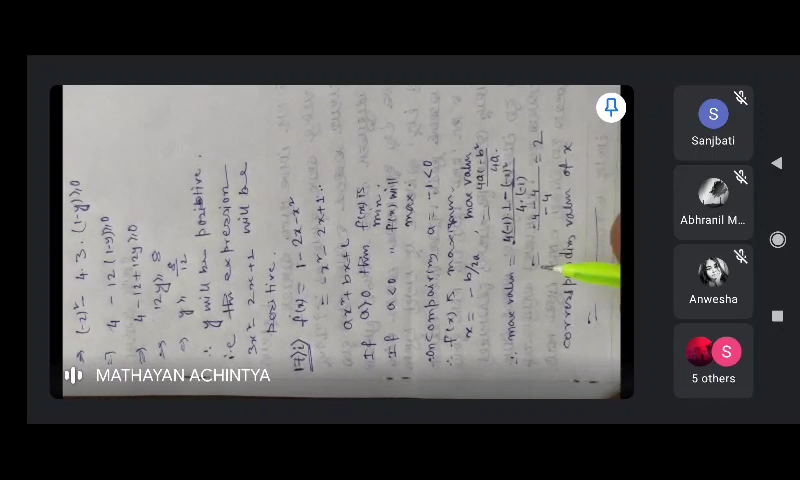 ⇒ (-2)² - 4·3·(1-y) ≥ 0
⇒ 4 - 12 (1-y) ≥ 0
⇒ 4 - 12 + 12y ≥ 0
⇒ 12y ≥ 8
⇒ y ≥ 8/12
∴ y will be positive.
i.e the expression
3x² - 2x + 1 will be
positive.
17>i> f(x) = 1 - 2x - x²
= -x² - 2x + 1 ∴
ax² + bx + c
If a>0 then f(x) is
min.
If a<0 " f(x) will
max.
∴ On comparing a = -1 < 0
∴ f(x) is maximum.
x = -b/2a , max value = 4ac - b²/4a
∴ max value = 4(-1)·1 - (-2)²/4·(-1)
= -4-4/-4 = 2
corresponding value of x
=
MATHAYAN ACHINTYA
S
Sanjbati
Abhranil M...
Anwesha
S
5 others